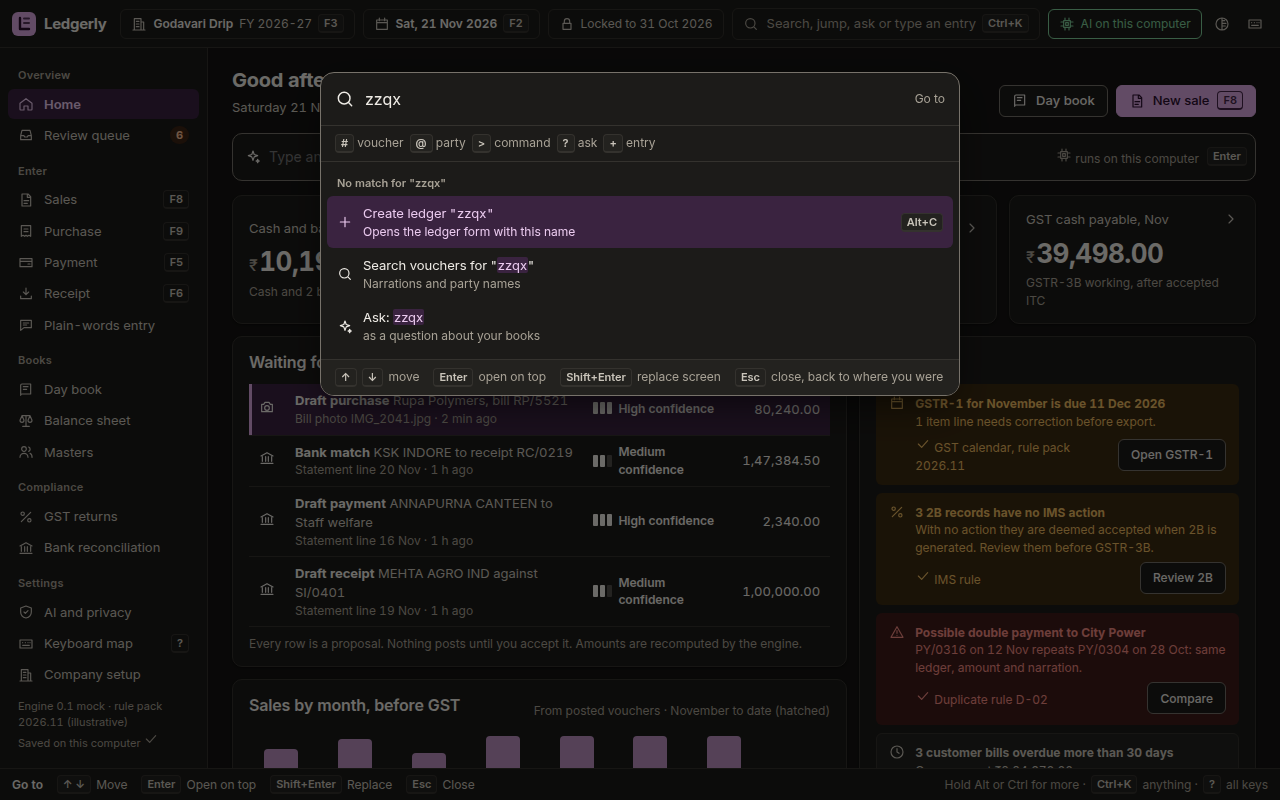 Ledgerly
Godavari Drip FY 2026-27 F3
Sat, 21 Nov 2026 F2
Locked to 31 Oct 2026
Search, jump, ask or type an entry Ctrl+K
AI on this computer
Overview
Home
Review queue 6
Enter
Sales F8
Purchase F9
Payment F5
Receipt F6
Plain-words entry
Books
Day book
Balance sheet
Masters
Compliance
GST returns
Bank reconciliation
Settings
AI and privacy
Keyboard map ?
Company setup
Engine 0.1 mock · rule pack
2026.11 (illustrative)
Saved on this computer
Saturday 21 N
Day book
New sale F8
runs on this computer Enter
zzqx Go to
# voucher @ party > command ? ask + entry
No match for "zzqx"
Create ledger "zzqx" Alt+C
Opens the ledger form with this name
Search vouchers for "zzqx"
Narrations and party names
Ask: zzqx
as a question about your books
↑ ↓ move Enter open on top Shift+Enter replace screen Esc close, back to where you were
GST cash payable, Nov
₹39,498.00
GSTR-3B working, after accepted
ITC
Draft purchase Rupa Polymers, bill RP/5521
Bill photo IMG_2041.jpg · 2 min ago
High confidence 80,240.00
Bank match KSK INDORE to receipt RC/0219
Statement line 20 Nov · 1 h ago
Medium
confidence
1,47,384.50
Draft payment ANNAPURNA CANTEEN to
Staff welfare
Statement line 16 Nov · 1 h ago
High confidence 2,340.00
Draft receipt MEHTA AGRO IND against
SI/0401
Statement line 19 Nov · 1 h ago
Medium
confidence
1,00,000.00
Every row is a proposal. Nothing posts until you accept it. Amounts are recomputed by the engine.
Sales by month, before GST
From posted vouchers · November to date (hatched)
GSTR-1 for November is due 11 Dec 2026
1 item line needs correction before export.
GST calendar, rule pack
2026.11
Open GSTR-1
3 2B records have no IMS action
With no action they are deemed accepted when 2B is
generated. Review them before GSTR-3B.
IMS rule
Review 2B
Possible double payment to City Power
PY/0316 on 12 Nov repeats PY/0304 on 28 Oct: same
ledger, amount and narration.
Duplicate rule D-02
Compare
3 customer bills overdue more than 30 days
Go to ↑↓ Move Enter Open on top Shift+Enter Replace Esc Close
Hold Alt or Ctrl for more · Ctrl+K anything · ? all keys